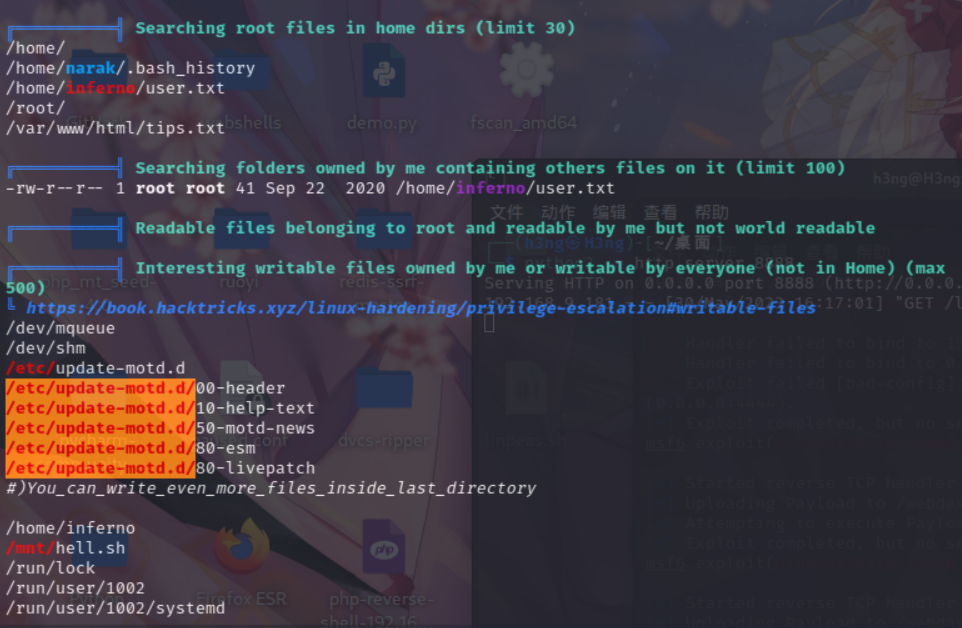 Searching root files in home dirs (limit 30)
/home/
/home/narak/.bash_history
/home/inferno/user.txt
/root/
/var/www/html/tips.txt
bshells
demo.py
fscan_amd64
Searching folders owned by me containing others files on it (limit 100)
-rw-r--r-- 1 root root 41 Sep 22  2020 /home/inferno/user.txt
h3ng@H3ng
文件 动作 编辑 查看 帮助
Readable files belonging to root and readable by me but not world readable
(h3ng㉿H3ng)-[~/桌面]
Interesting writable files owned by me or writable by everyone (not in Home) (max
500)
php_mt_seed-
ruoyi
redis-ssrf-
Serving HTTP on 0.0.0.0 port 8888 (http://0.0.0.
https://book.hacktricks.xyz/linux-hardening/privilege-escalation#writable-files
16:17:01] "GET /l
/dev/mqueue
/dev/shm
/etc/update-motd.d
/etc/update-motd.d/00-header
/etc/update-motd.d/10-help-text
/etc/update-motd.d/50-motd-news
/etc/update-motd.d/80-esm
/etc/update-motd.d/80-livepatch
dvcs-ripper
#)You_can_write_even_more_files_inside_last_directory
/home/inferno
/mnt/hell.sh
/run/lock
/run/user/1002
/run/user/1002/systemd
Firefox ESR
php-reverse-
shell-192.16